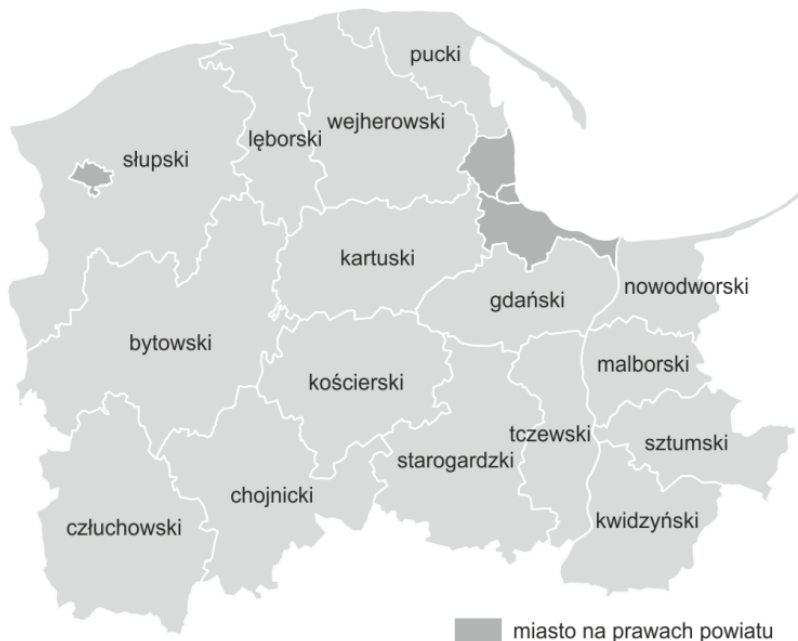 pucki
wejherowski
lęborski
słupski
kartuski
nowodworski
gdański
bytowski
malborski
kościerski
tczewski
sztumski
starogardzki
chojnicki
kwidzyński
człuchowski
miasto na prawach powiatu